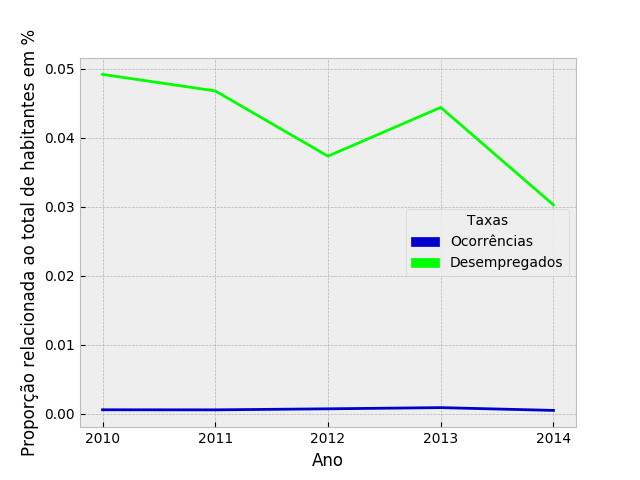 Proporção relacionada ao total de habitantes em %
0.05
0.04
0.03
0.02
0.01
0.00
Taxas
Ocorrências
Desempregados
2010 2011 2012 2013 2014
Ano